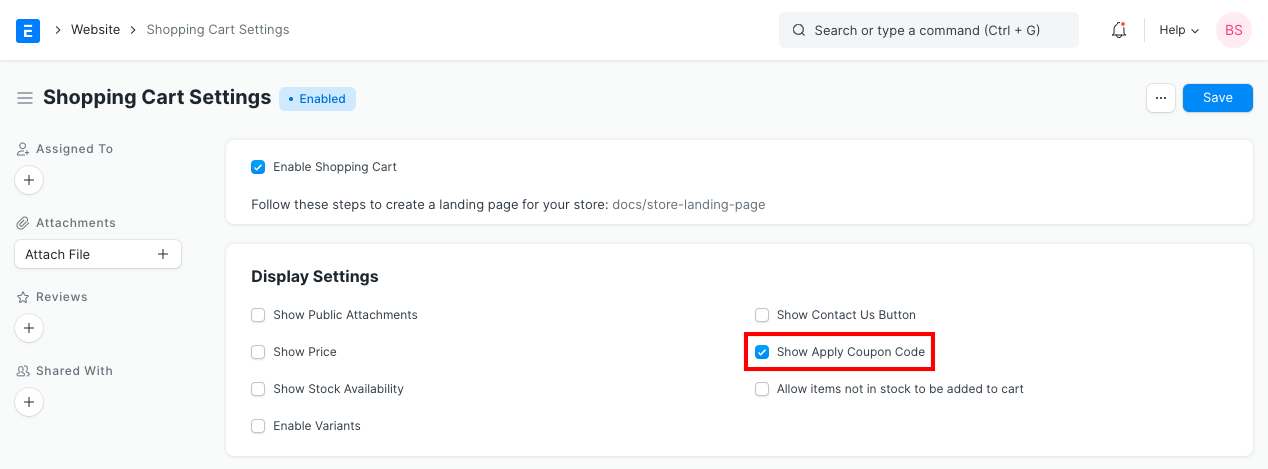 E Website Shopping Cart Settings Search or type a command (Ctrl + G) Help BS
Shopping Cart Settings • Enabled ... Save
Assigned To
Enable Shopping Cart
+
Follow these steps to create a landing page for your store: docs/store-landing-page
Attachments
Attach File +
Display Settings
Reviews
Show Public Attachments Show Contact Us Button
+
Show Price Show Apply Coupon Code
Shared With
Show Stock Availability Allow items not in stock to be added to cart
+
Enable Variants